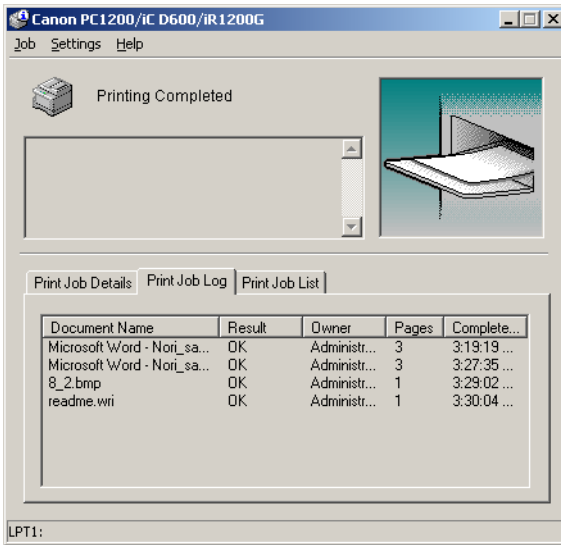 Canon PC1200/iC D600/iR1200G
Job Settings Help
Printing Completed
Print Job Details Print Job Log Print Job List
Document Name Result Owner Pages Complete...
Microsoft Word - Nori_sa... OK Administr... 3 3:19:19 ...
Microsoft Word - Nori_sa... OK Administr... 3 3:27:35 ...
8_2.bmp OK Administr... 1 3:29:02 ...
readme.wri OK Administr... 1 3:30:04 ...
LPT1: